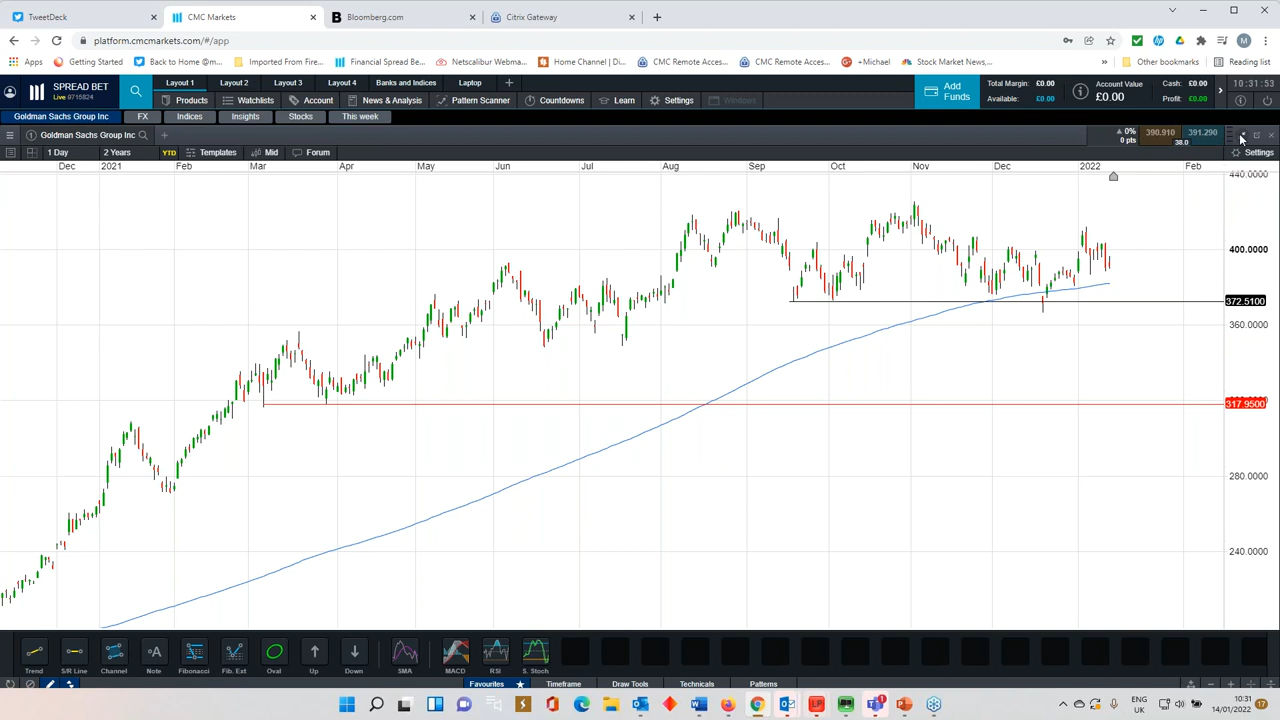 TweetDeck CMC Markets Bloomberg.com Citrix Gateway
platform.cmcmarkets.com/#/app
Apps Getting Started Back to Home @m... Imported From Fire... Financial Spread Be... Netscalibur Webma... CMC Remote Acces... CMC Remote Acces... +Michael Stock Market News,... Other bookmarks Reading list
SPREAD BET
Live 9715824
Layout 1 Layout 2 Layout 3 Layout 4 Banks and Indices Laptop
Products Watchlists Account News & Analysis Pattern Scanner Countdowns Learn Settings Windows
Add Funds
Total Margin: £0.00
Available: £0.00
Account Value
£0.00
Cash: £0.00
Profit: £0.00
10:31:53
Goldman Sachs Group Inc FX Indices Insights Stocks This week
1 Goldman Sachs Group Inc
0%
0 pts
390.910 391.290
38.0
1 Day 2 Years YTD Templates Mid Forum Settings
Dec 2021 Feb Mar Apr May Jun Jul Aug Sep Oct Nov Dec 2022 Feb
440.0000
400.0000
372.5100
360.0000
317.9500
280.0000
240.0000
Trend S/R Line Channel Note Fibonacci Fib. Ext Oval Up Down SMA MACD RSI S. Stoch
Favourites Timeframe Draw Tools Technicals Patterns
ENG
UK
10:31
14/01/2022